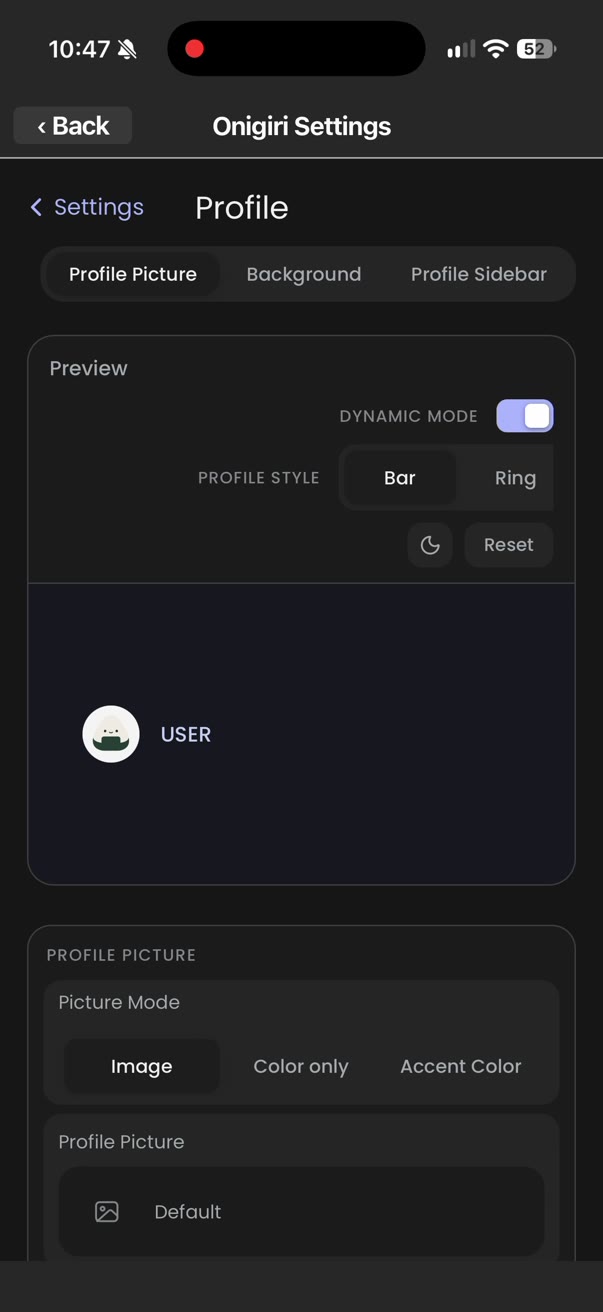 10:47
52
‹ Back
Onigiri Settings
Settings
Profile
Profile Picture
Background
Profile Sidebar
Preview
DYNAMIC MODE
PROFILE STYLE
Bar
Ring
Reset
USER
PROFILE PICTURE
Picture Mode
Image
Color only
Accent Color
Profile Picture
Default